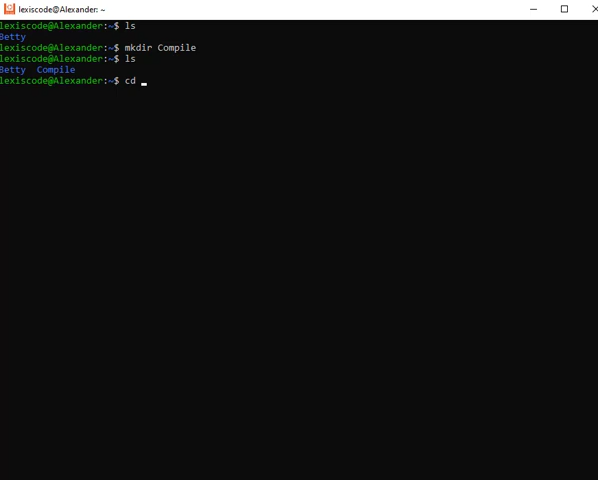 lexiscode@Alexander: ~
lexiscode@Alexander:~$ ls
Betty
lexiscode@Alexander:~$ mkdir Compile
lexiscode@Alexander:~$ ls
Betty  Compile
lexiscode@Alexander:~$ cd